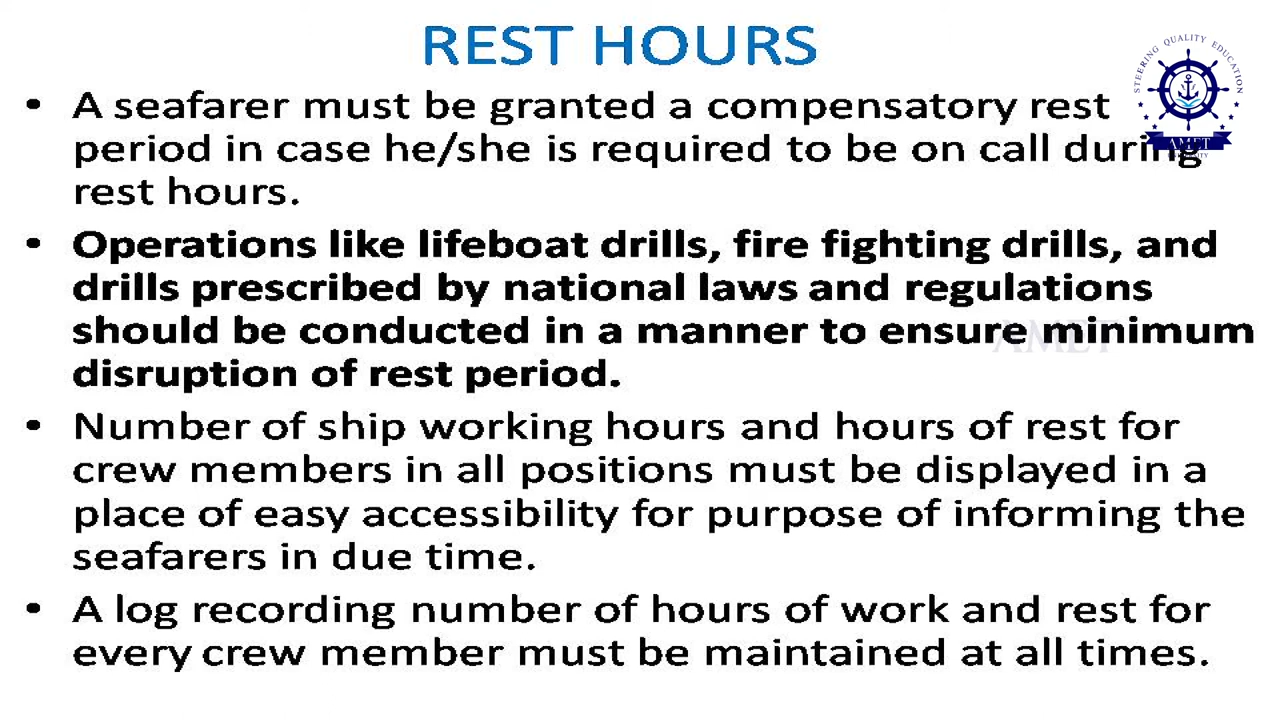 REST HOURS
STEERING QUALITY EDUCATION
• A seafarer must be granted a compensatory rest
period in case he/she is required to be on call during
AMET
rest hours.
• Operations like lifeboat drills, fire fighting drills, and
drills prescribed by national laws and regulations
should be conducted in a manner to ensure minimum
AMET
disruption of rest period.
• Number of ship working hours and hours of rest for
crew members in all positions must be displayed in a
place of easy accessibility for purpose of informing the
seafarers in due time.
• A log recording number of hours of work and rest for
every crew member must be maintained at all times.